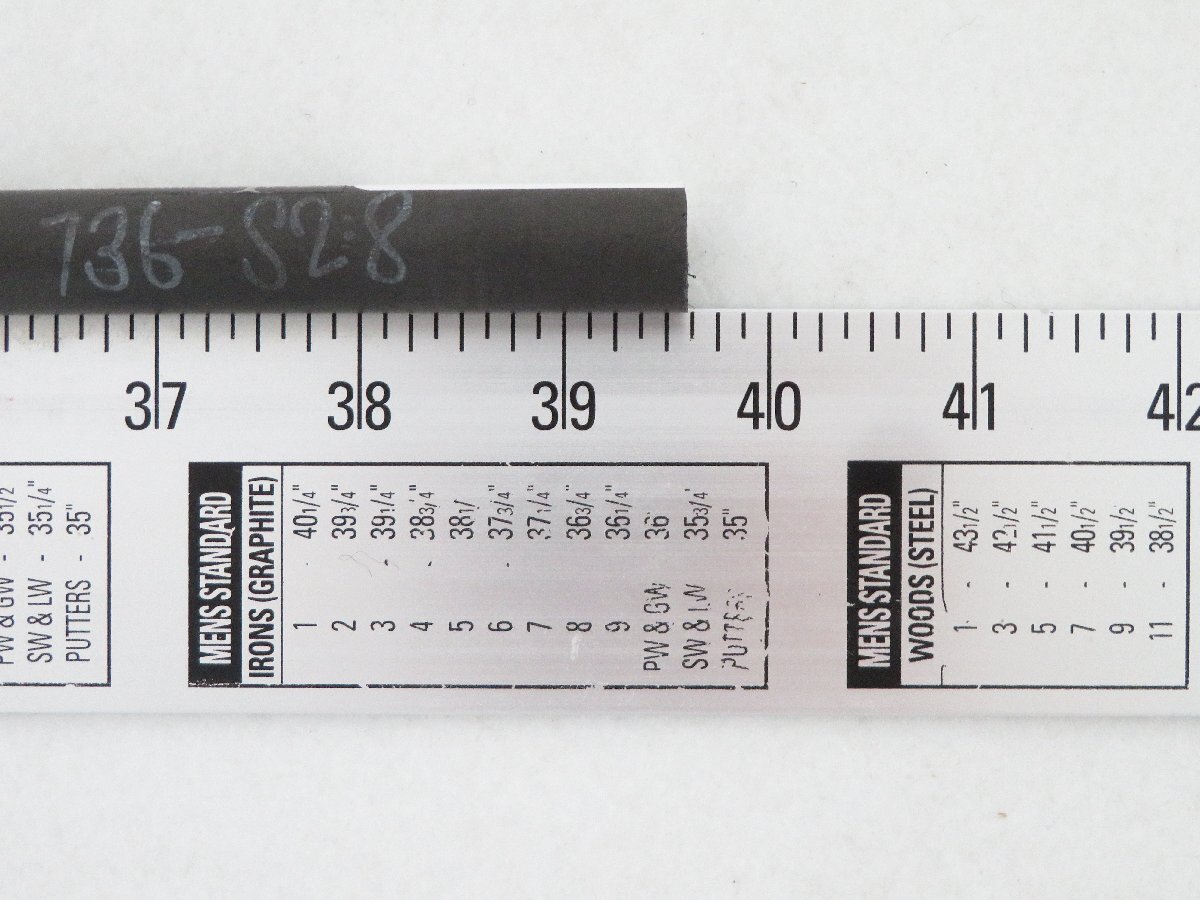 736-S2:8
37 38 39 40 41 42
PW & GW - 35 1/2
SW & LW - 35 1/4"
PUTTERS - 35"
MENS STANDARD
IRONS (GRAPHITE)
1 40 1/4"
2 39 3/4"
3 - 39 1/4"
4 - 38 3/4"
5 38 1/
6 - 37 3/4"
7 37 1/4"
8 36 3/4"
9 36 1/4"
PW & GW 36"
SW & LW 35 3/4"
PUTTERS 35"
MENS STANDARD
WOODS (STEEL)
1 - 43 1/2"
3 - 42 1/2"
5 - 41 1/2"
7 - 40 1/2"
9 - 39 1/2
11 - 38 1/2"